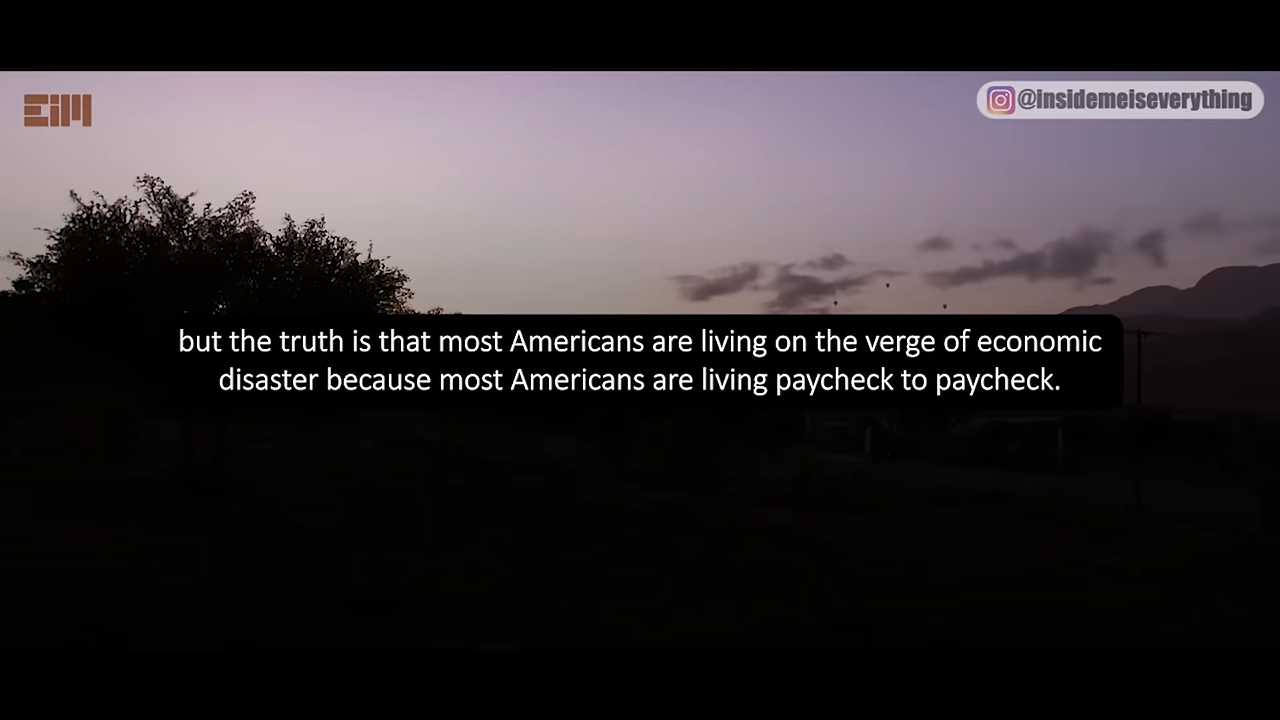 EiM
@insidemeiseverything
but the truth is that most Americans are living on the verge of economic
disaster because most Americans are living paycheck to paycheck.